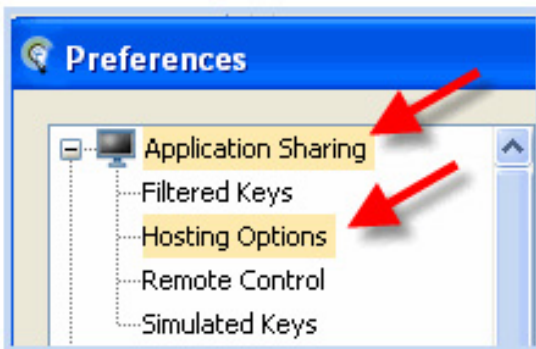 Preferences
Application Sharing
Filtered Keys
Hosting Options
Remote Control
Simulated Keys